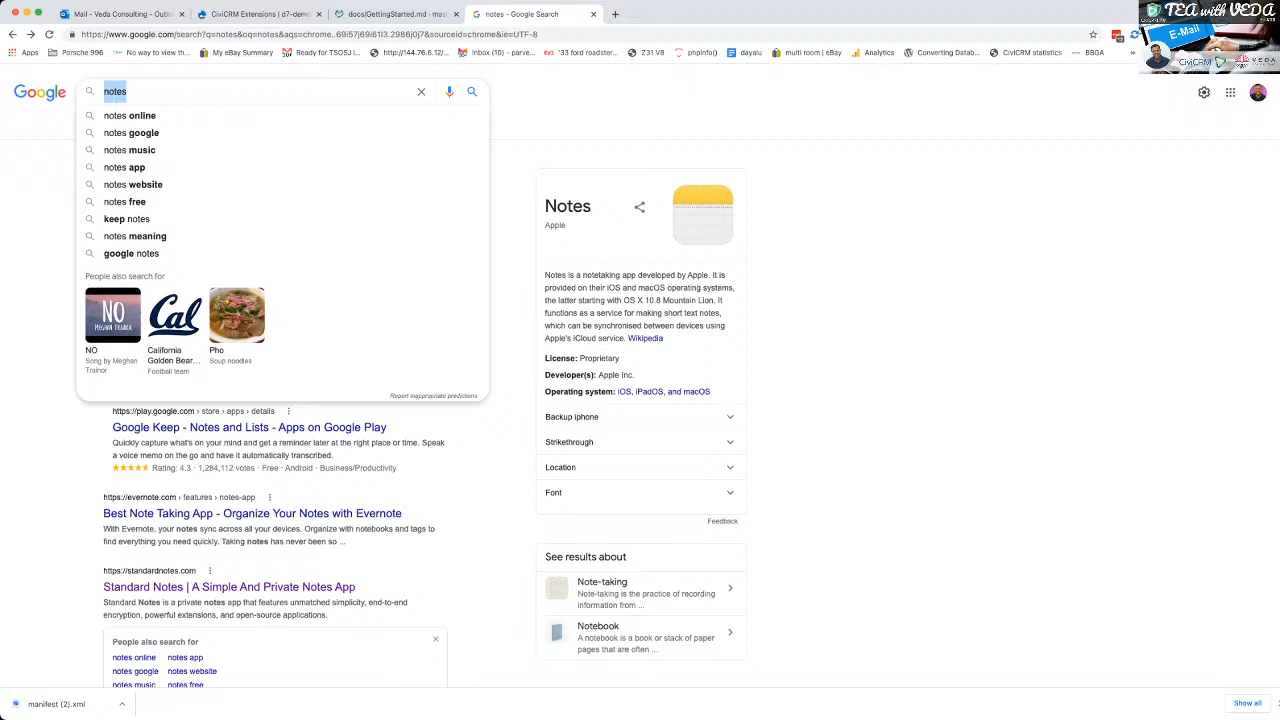 Mail - Veda Consulting - Outlo
CiviCRM Extensions | d7-demo
docs/GettingStarted.md · mast
notes - Google Search
TEA with VEDA
https://www.google.com/search?q=notes&oq=notes&aqs=chrome..69i57j69i61l3.2986j0j7&sourceid=chrome&ie=UTF-8
E-Mail
Apps
Porsche 996
No way to view th...
My eBay Summary
Ready for TSOSJ i...
http://144.76.6.12/...
Inbox (10) - parve...
'33 ford roadster...
Z31 V8
phpinfo()
dayalu
multi room | eBay
Analytics
Converting Datab...
CiviCRM statistics
BBGA
»
CiviCRM
VEDA
Google
notes
notes online
notes google
notes music
notes app
notes website
notes free
keep notes
notes meaning
google notes
People also search for
NO
MEGHAN TRAINOR
Cal
NO
Song by Meghan
Trainor
California
Golden Bear...
Football team
Pho
Soup noodles
Report inappropriate predictions
https://play.google.com › store › apps › details
Google Keep - Notes and Lists - Apps on Google Play
Quickly capture what's on your mind and get a reminder later at the right place or time. Speak
a voice memo on the go and have it automatically transcribed.
Rating: 4.3 · 1,284,112 votes · Free · Android · Business/Productivity
https://evernote.com › features › notes-app
Best Note Taking App - Organize Your Notes with Evernote
With Evernote, your notes sync across all your devices. Organize with notebooks and tags to
find everything you need quickly. Taking notes has never been so ...
https://standardnotes.com
Standard Notes | A Simple And Private Notes App
Standard Notes is a private notes app that features unmatched simplicity, end-to-end
encryption, powerful extensions, and open-source applications.
People also search for
notes online notes app
notes google notes website
notes music notes free
Notes
Apple
Notes is a notetaking app developed by Apple. It is
provided on their iOS and macOS operating systems,
the latter starting with OS X 10.8 Mountain Lion. It
functions as a service for making short text notes,
which can be synchronised between devices using
Apple's iCloud service. Wikipedia
License: Proprietary
Developer(s): Apple Inc.
Operating system: iOS, iPadOS, and macOS
Backup iphone
Strikethrough
Location
Font
Feedback
See results about
Note-taking
Note-taking is the practice of recording
information from ...
Notebook
A notebook is a book or stack of paper
pages that are often ...
manifest (2).xml
Show all